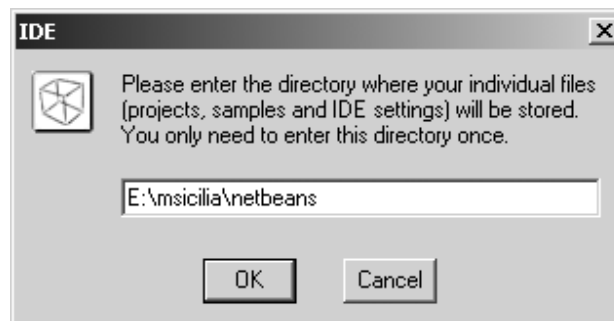 IDE
Please enter the directory where your individual files
(projects, samples and IDE settings) will be stored.
You only need to enter this directory once.
E:\msicilia\netbeans
OK
Cancel